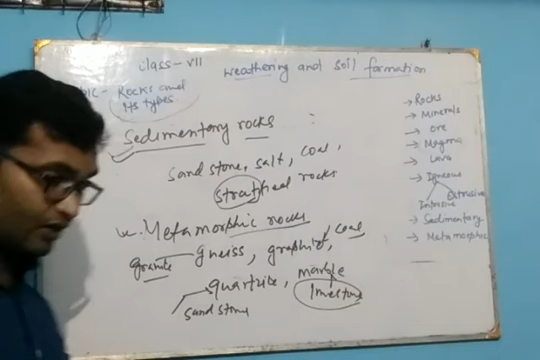 class - VII
weathering and soil formation
Rocks and
its types
Sedimentary rocks
Sand stone, salt, coal,
stratified rocks
Metamorphic rocks
granite gneiss, graphite, coal
quartzite, marble
limestone
sand stone
→ Rocks
→ Minerals
→ ore
→ Magma
→ Lava
→ Igneous
Extrusive
Intrusive
→ Sedimentary
→ Metamorphic